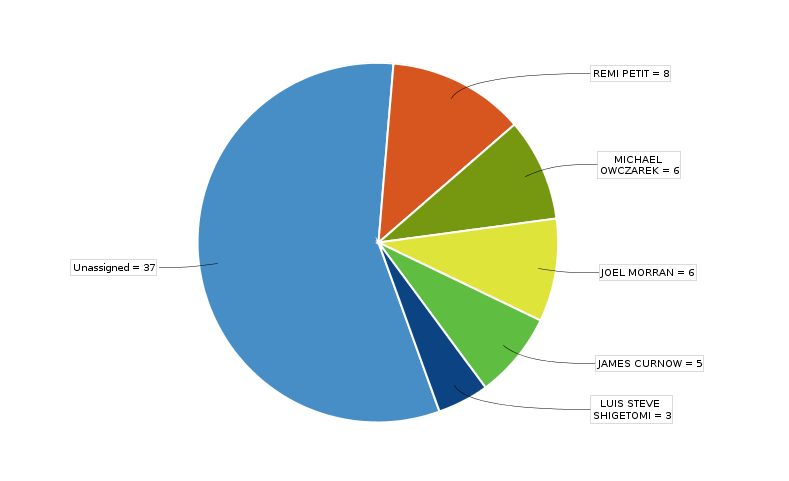 REMI PETIT = 8
MICHAEL
OWCZAREK = 6
Unassigned = 37
JOEL MORRAN = 6
JAMES CURNOW = 5
LUIS STEVE
SHIGETOMI = 3